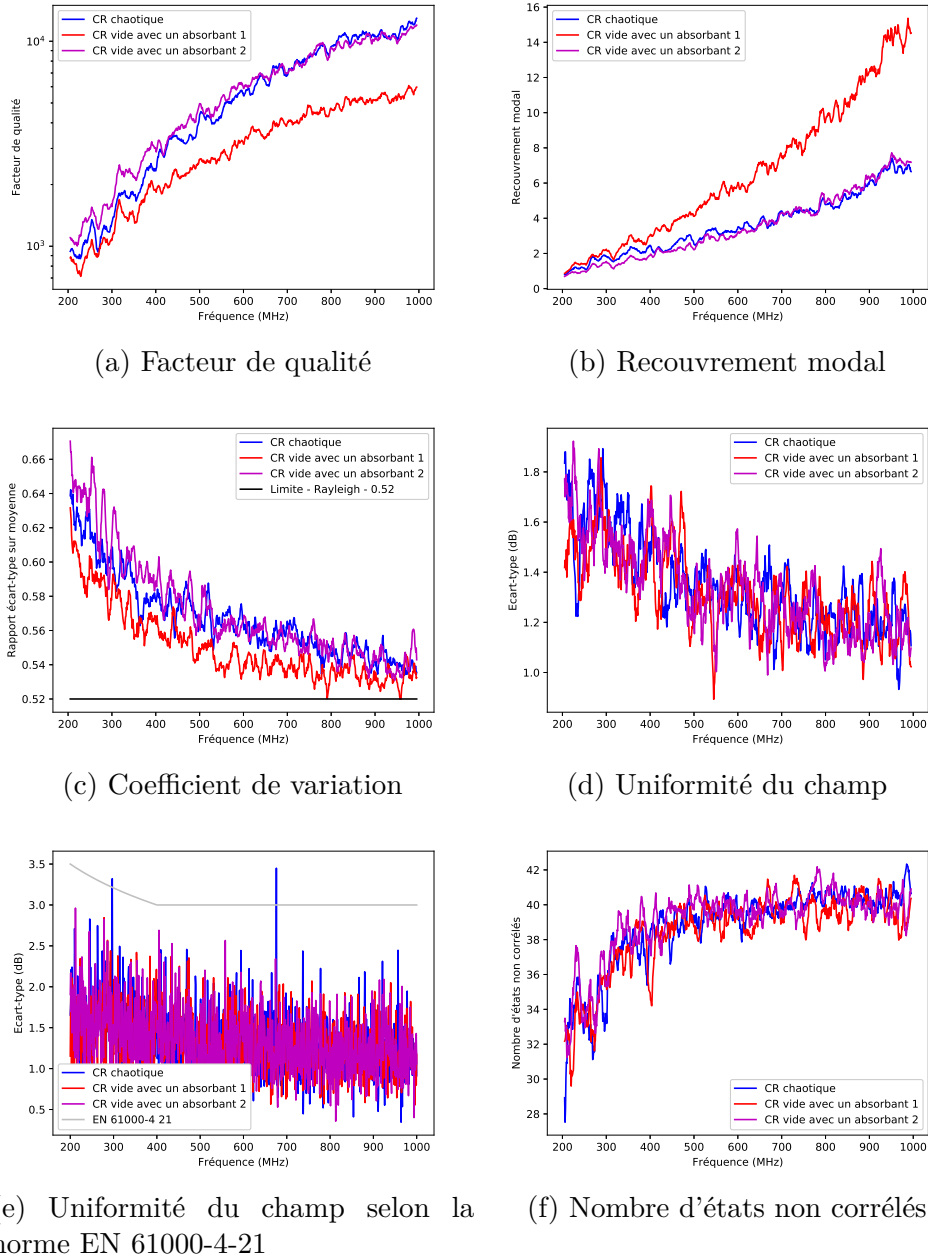 CR chaotique
CR vide avec un absorbant 1
CR vide avec un absorbant 2
10^4
10^3
Facteur de qualité
200 300 400 500 600 700 800 900 1000
Fréquence (MHz)
(a) Facteur de qualité
16
14
12
10
8
6
4
2
0
Recouvrement modal
CR chaotique
CR vide avec un absorbant 1
CR vide avec un absorbant 2
200 300 400 500 600 700 800 900 1000
Fréquence (MHz)
(b) Recouvrement modal
CR chaotique
CR vide avec un absorbant 1
CR vide avec un absorbant 2
Limite - Rayleigh - 0.52
0.66
0.64
0.62
0.60
0.58
0.56
0.54
0.52
Rapport écart-type sur moyenne
200 300 400 500 600 700 800 900 1000
Fréquence (MHz)
(c) Coefficient de variation
CR chaotique
CR vide avec un absorbant 1
CR vide avec un absorbant 2
1.8
1.6
1.4
1.2
1.0
Ecart-type (dB)
200 300 400 500 600 700 800 900 1000
Fréquence (MHz)
(d) Uniformité du champ
3.5
3.0
2.5
2.0
1.5
1.0
0.5
Ecart-type (dB)
CR chaotique
CR vide avec un absorbant 1
CR vide avec un absorbant 2
EN 61000-4 21
200 300 400 500 600 700 800 900 1000
Fréquence (MHz)
e) Uniformité du champ selon la
norme EN 61000-4-21
42
40
38
36
34
32
30
28
Nombre d'états non corrélés
CR chaotique
CR vide avec un absorbant 1
CR vide avec un absorbant 2
200 300 400 500 600 700 800 900 1000
Fréquence (MHz)
(f) Nombre d'états non corrélés